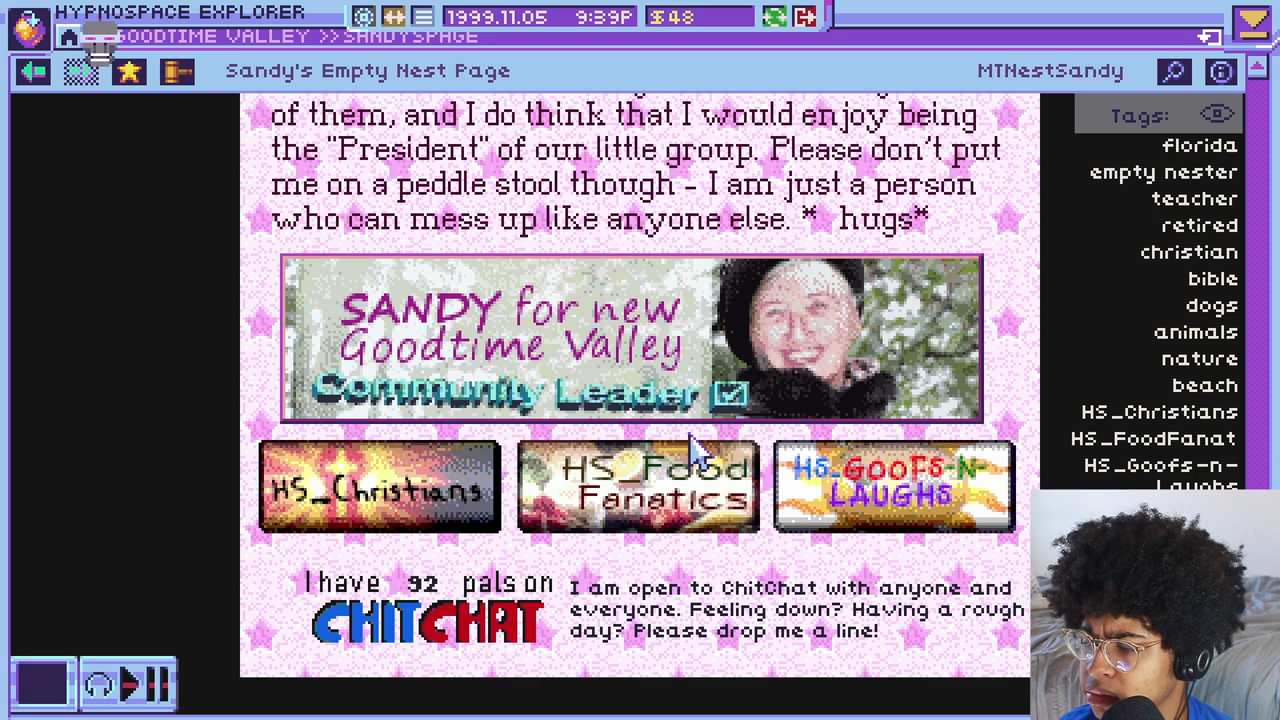 HYPNOSPACE EXPLORER
1999.11.05 9:39P 48
GOODTIME VALLEY >>SANDYSPAGE
Sandy's Empty Nest Page
MTNestSandy
of them, and I do think that I would enjoy being
the "President" of our little group. Please don't put
me on a peddle stool though - I am just a person
who can mess up like anyone else. * hugs*
SANDY for new
Goodtime Valley
Community Leader
HS_Christians
HS_Food
Fanatics
HS_GOOFS-N-
LAUGHS
I have 92 pals on
CHITCHAT
I am open to ChitChat with anyone and
everyone. Feeling down? Having a rough
day? Please drop me a line!
Tags:
florida
empty nester
teacher
retired
christian
bible
dogs
animals
nature
beach
HS_Christians
HS_FoodFanat
HS_Goofs-n-
Laughs